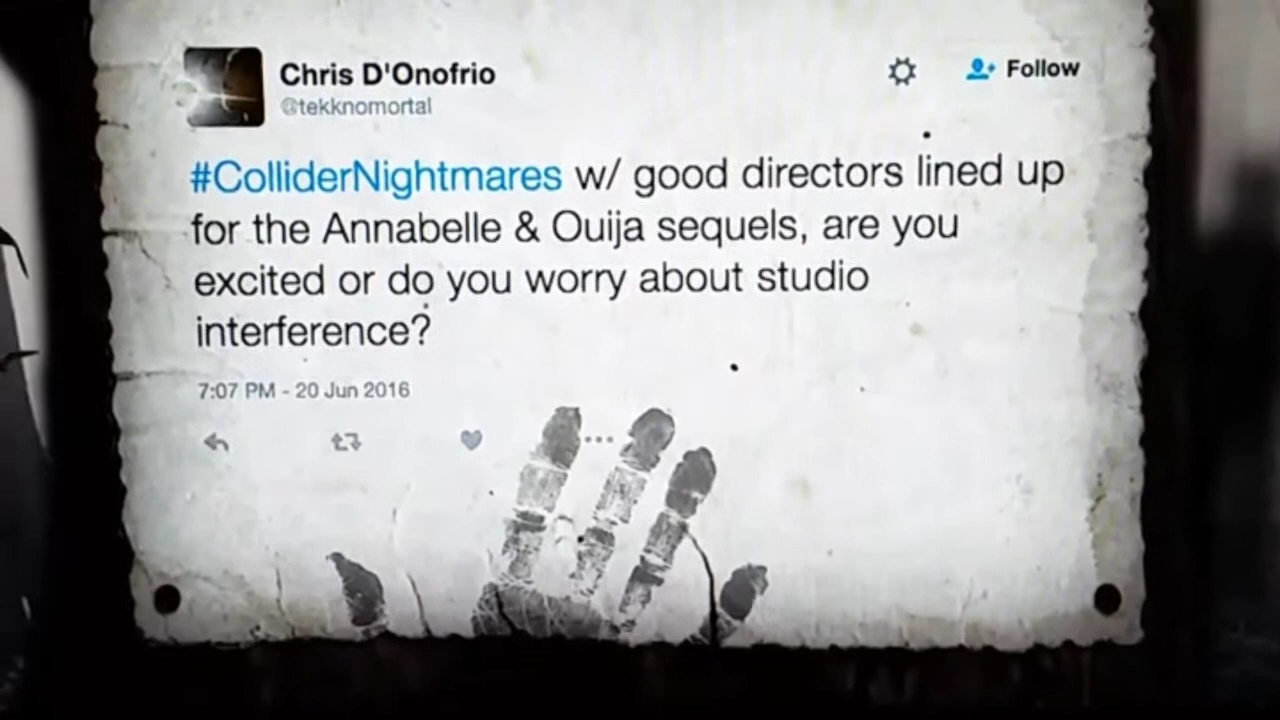 Chris D'Onofrio
Follow
@tekknomortal
#ColliderNightmares w/ good directors lined up
for the Annabelle & Ouija sequels, are you
excited or do you worry about studio
interference?
7:07 PM - 20 Jun 2016